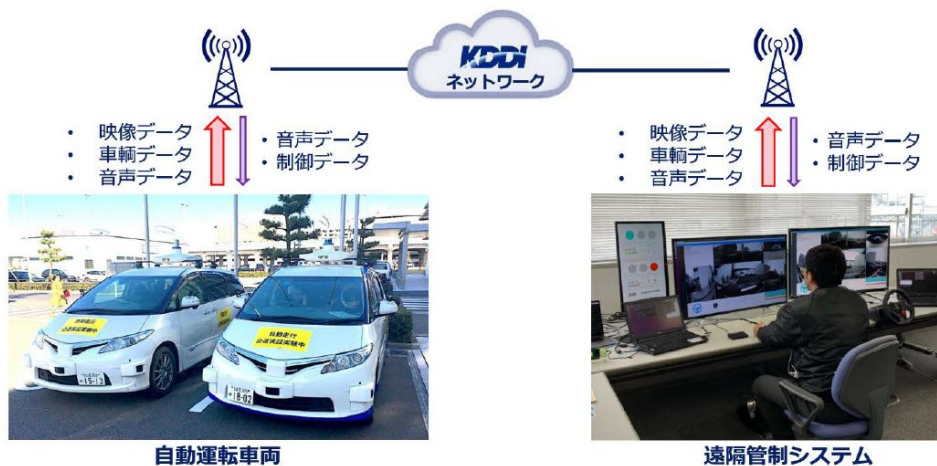 KDDI
ネットワーク
・ 映像データ
・ 車輌データ
・ 音声データ
・音声データ
・制御データ
・ 映像データ
・ 車輌データ
・ 音声データ
・音声データ
・制御データ
自動走行
公道実証実験中
15-13
18-02
自動運転車両
遠隔管制システム